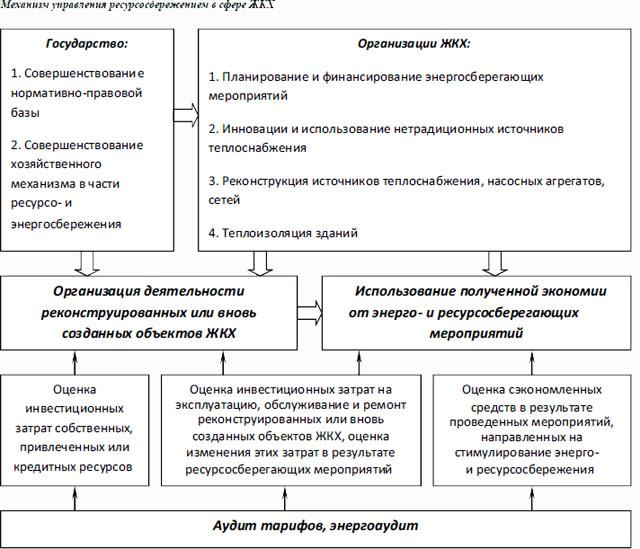 Механизм управления ресурсосбережением в сфере ЖКХ
Государство:
1. Совершенствование
нормативно-правовой
базы
2. Совершенствование
хозяйственного
механизма в части
ресурсо- и
энергосбережения
Организации ЖКХ:
1. Планирование и финансирование энергосберегающих
мероприятий
2. Инновации и использование нетрадиционных источников
теплоснабжения
3. Реконструкция источников теплоснабжения, насосных агрегатов,
сетей
4. Теплоизоляция зданий
Организация деятельности
реконструированных или вновь
созданных объектов ЖКХ
Использование полученной экономии
от энерго- и ресурсосберегающих
мероприятий
Оценка
инвестиционных
затрат собственных,
привлеченных или
кредитных ресурсов
Оценка инвестиционных затрат на
эксплуатацию, обслуживание и ремонт
реконструированных или вновь
созданных объектов ЖКХ, оценка
изменения этих затрат в результате
ресурсосберегающих мероприятий
Оценка сэкономленных
средств в результате
проведенных мероприятий,
направленных на
стимулирование энерго-
и ресурсосбережения
Аудит тарифов, энергоаудит